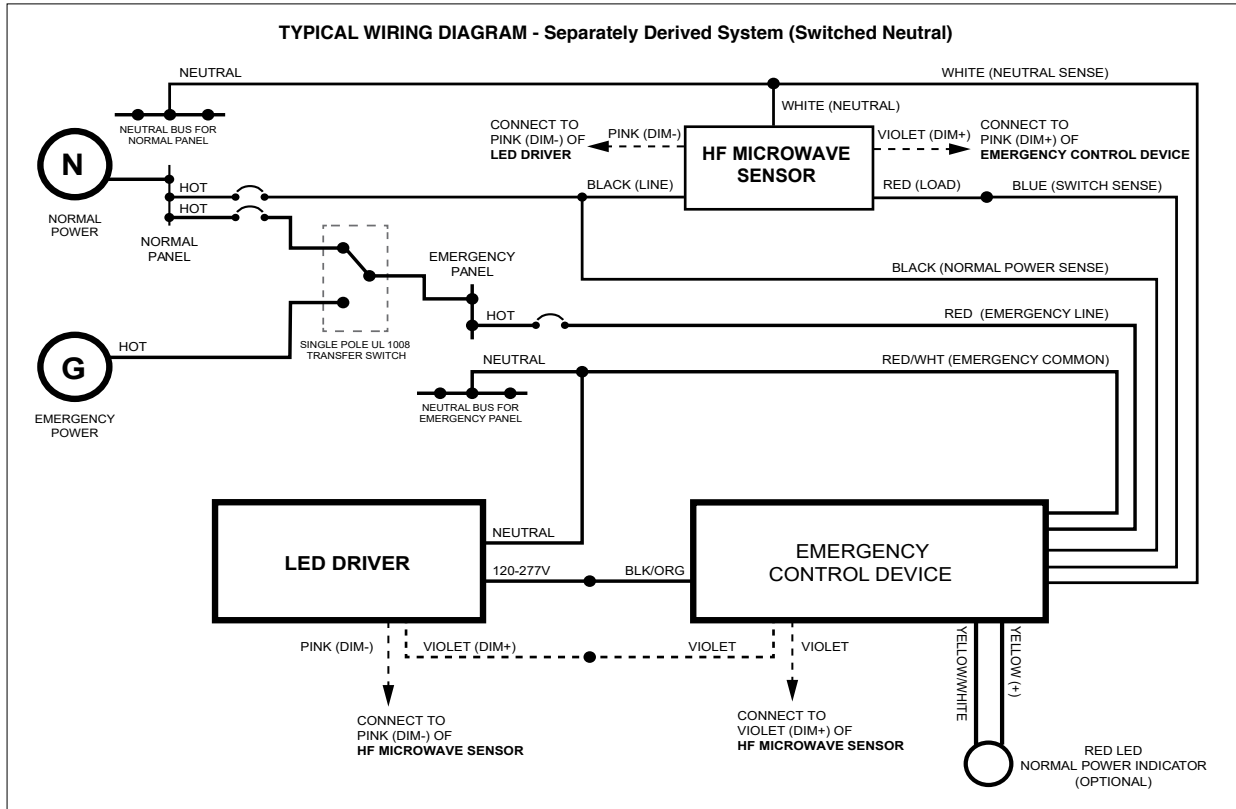 TYPICAL WIRING DIAGRAM - Separately Derived System (Switched Neutral)
NEUTRAL
WHITE (NEUTRAL SENSE)
NEUTRAL BUS FOR
NORMAL PANEL
WHITE (NEUTRAL)
CONNECT TO
PINK (DIM-) OF
LED DRIVER
PINK (DIM-)
HF MICROWAVE
SENSOR
VIOLET (DIM+)
CONNECT TO
PINK (DIM+) OF
EMERGENCY CONTROL DEVICE
N
NORMAL
POWER
HOT
HOT
NORMAL
PANEL
BLACK (LINE)
RED (LOAD)
BLUE (SWITCH SENSE)
EMERGENCY
PANEL
BLACK (NORMAL POWER SENSE)
HOT
RED (EMERGENCY LINE)
SINGLE POLE UL 1008
TRANSFER SWITCH
G
HOT
EMERGENCY
POWER
NEUTRAL
RED/WHT (EMERGENCY COMMON)
NEUTRAL BUS FOR
EMERGENCY PANEL
LED DRIVER
NEUTRAL
120-277V
BLK/ORG
EMERGENCY
CONTROL DEVICE
PINK (DIM-)
VIOLET (DIM+)
VIOLET
VIOLET
YELLOW/WHITE
YELLOW (+)
CONNECT TO
PINK (DIM-) OF
HF MICROWAVE SENSOR
CONNECT TO
VIOLET (DIM+) OF
HF MICROWAVE SENSOR
RED LED
NORMAL POWER INDICATOR
(OPTIONAL)